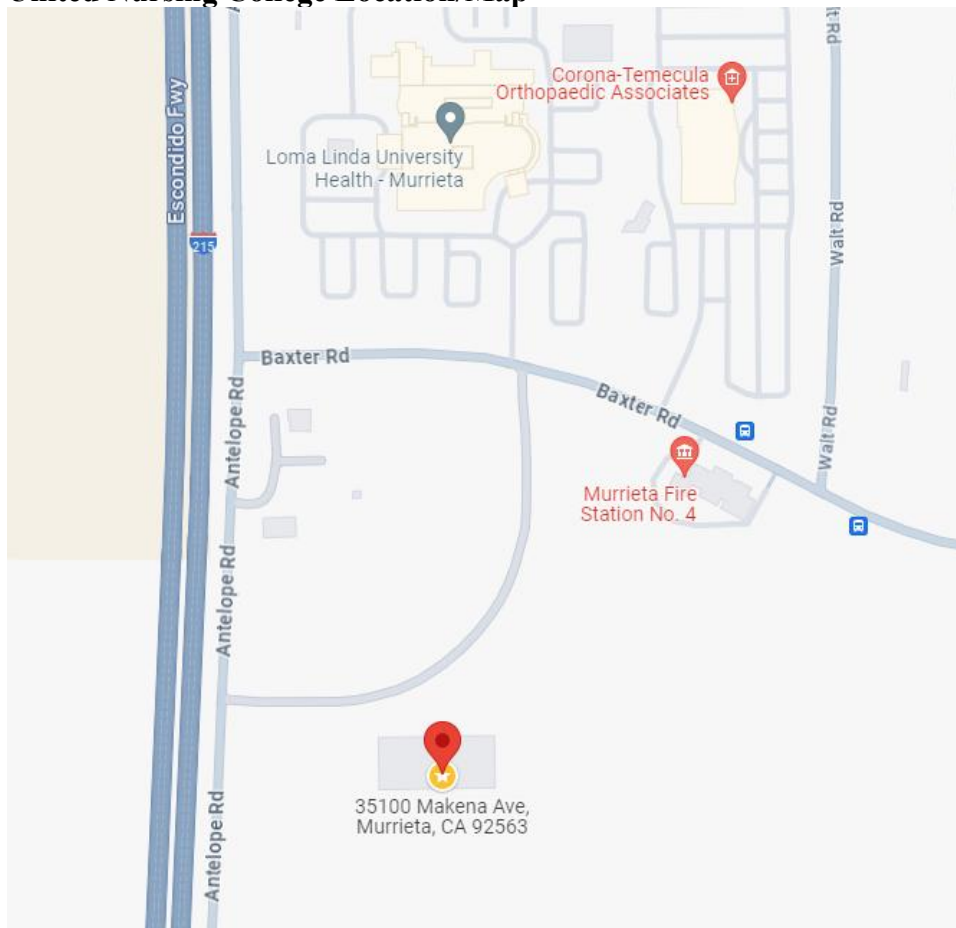 United Nursing College Location/Map
Escondido Fwy
215
Corona-Temecula
Orthopaedic Associates
Loma Linda University
Health - Murrieta
Walt Rd
Baxter Rd
Antelope Rd
Baxter Rd
Walt Rd
Murrieta Fire
Station No. 4
Antelope Rd
35100 Makena Ave,
Murrieta, CA 92563
Antelope Rd